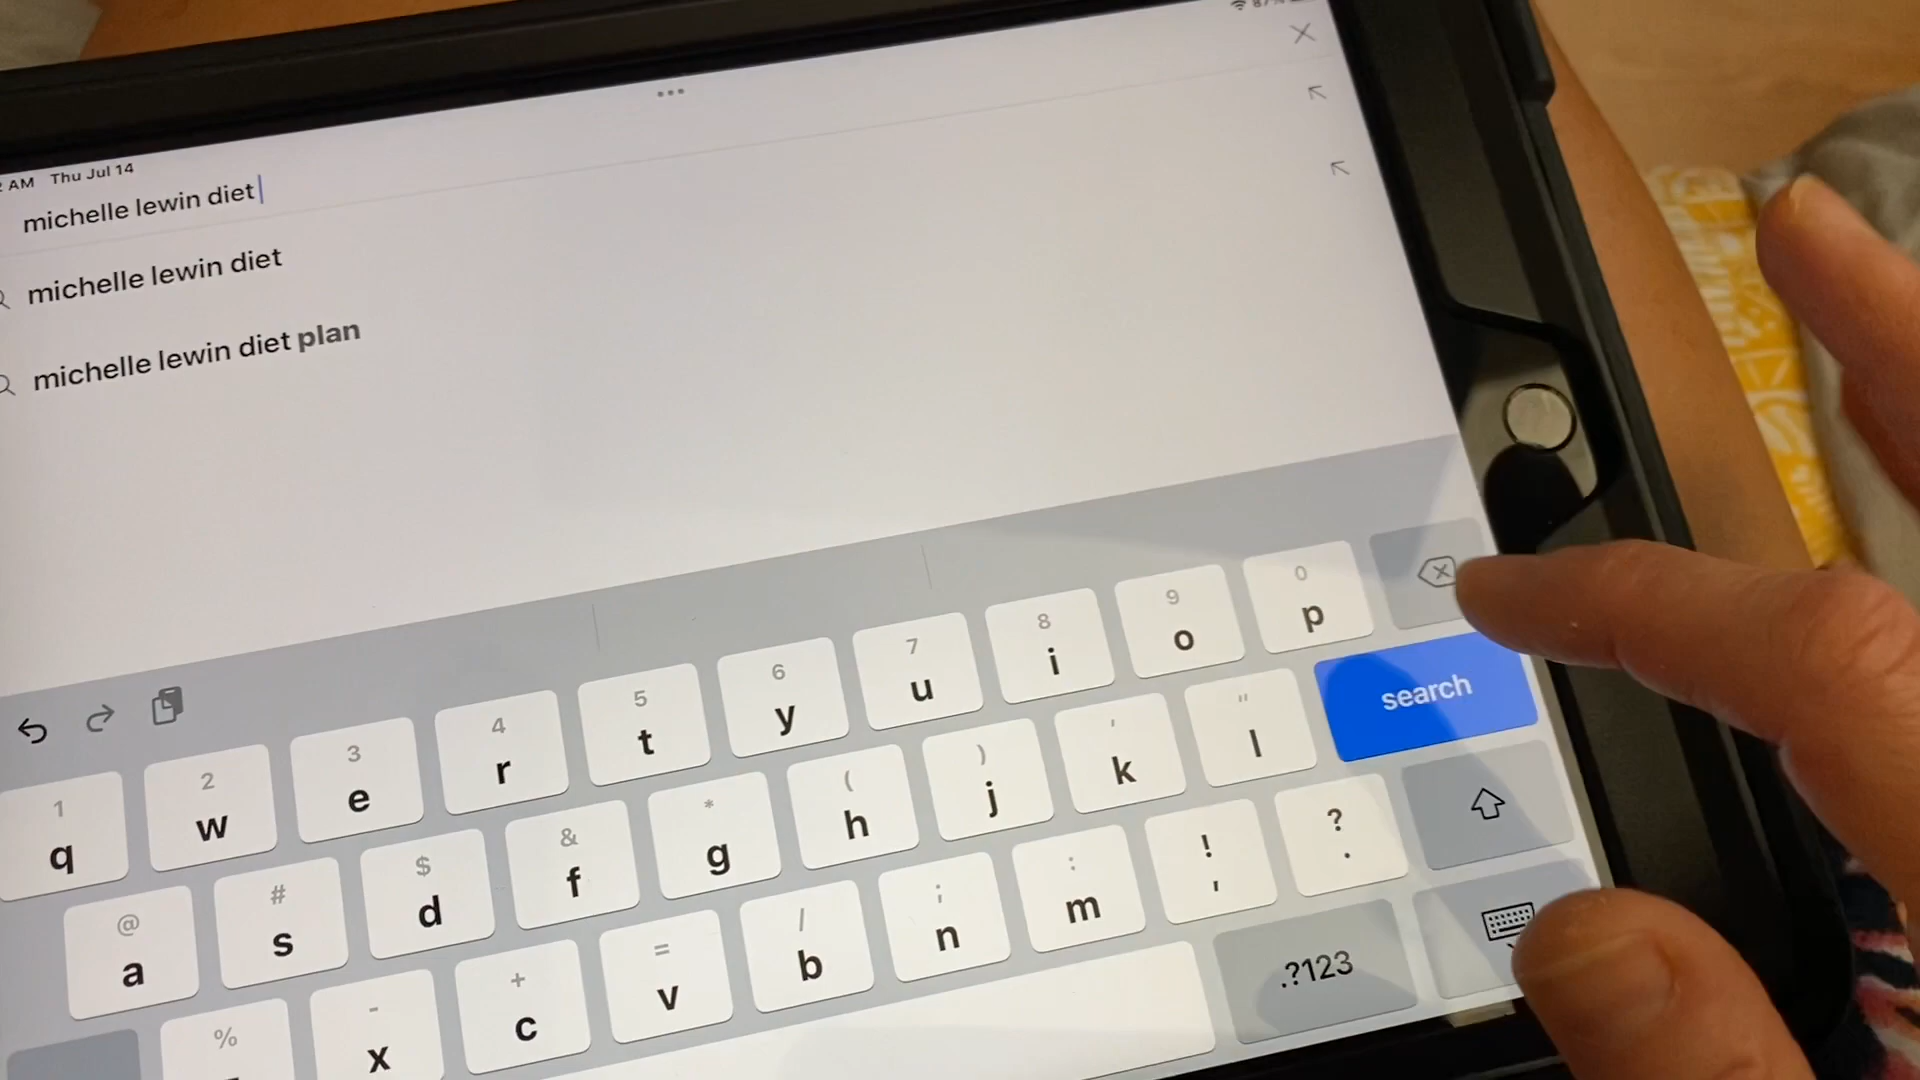 AM Thu Jul 14
87%
michelle lewin diet
michelle lewin diet
michelle lewin diet plan
1 2 3 4 5 6 7 8 9 0
q w e r t y u i o p
@ # $ & * ( ) ' "
a s d f g h j k l search
% - + = / ; : ! ?
x c v b n m , .
.?123